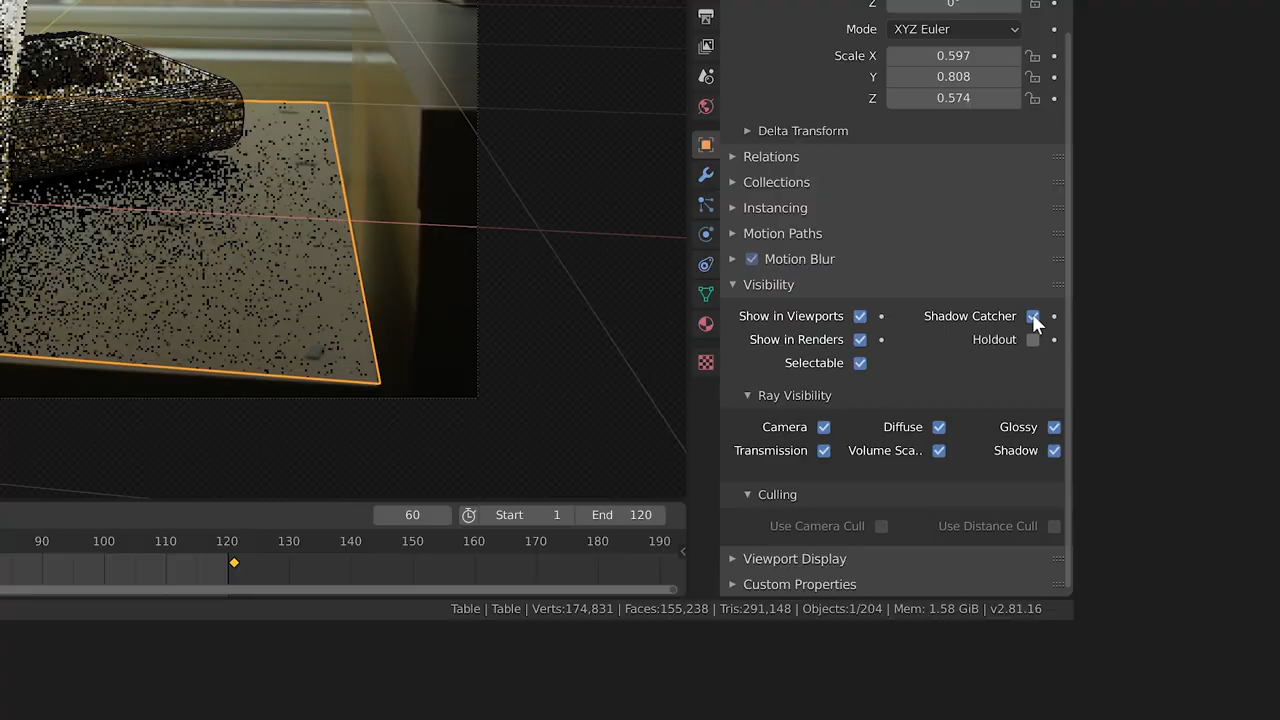 Z 0°
Mode XYZ Euler
Scale X 0.597
Y 0.808
Z 0.574
Delta Transform
Relations
Collections
Instancing
Motion Paths
Motion Blur
Visibility
Show in Viewports Shadow Catcher
Show in Renders Holdout
Selectable
Ray Visibility
Camera Diffuse Glossy
Transmission Volume Sca.. Shadow
Culling
Use Camera Cull Use Distance Cull
Viewport Display
Custom Properties
60 Start 1 End 120
90 100 110 120 130 140 150 160 170 180 190
Table | Table | Verts:174,831 | Faces:155,238 | Tris:291,148 | Objects:1/204 | Mem: 1.58 GiB | v2.81.16